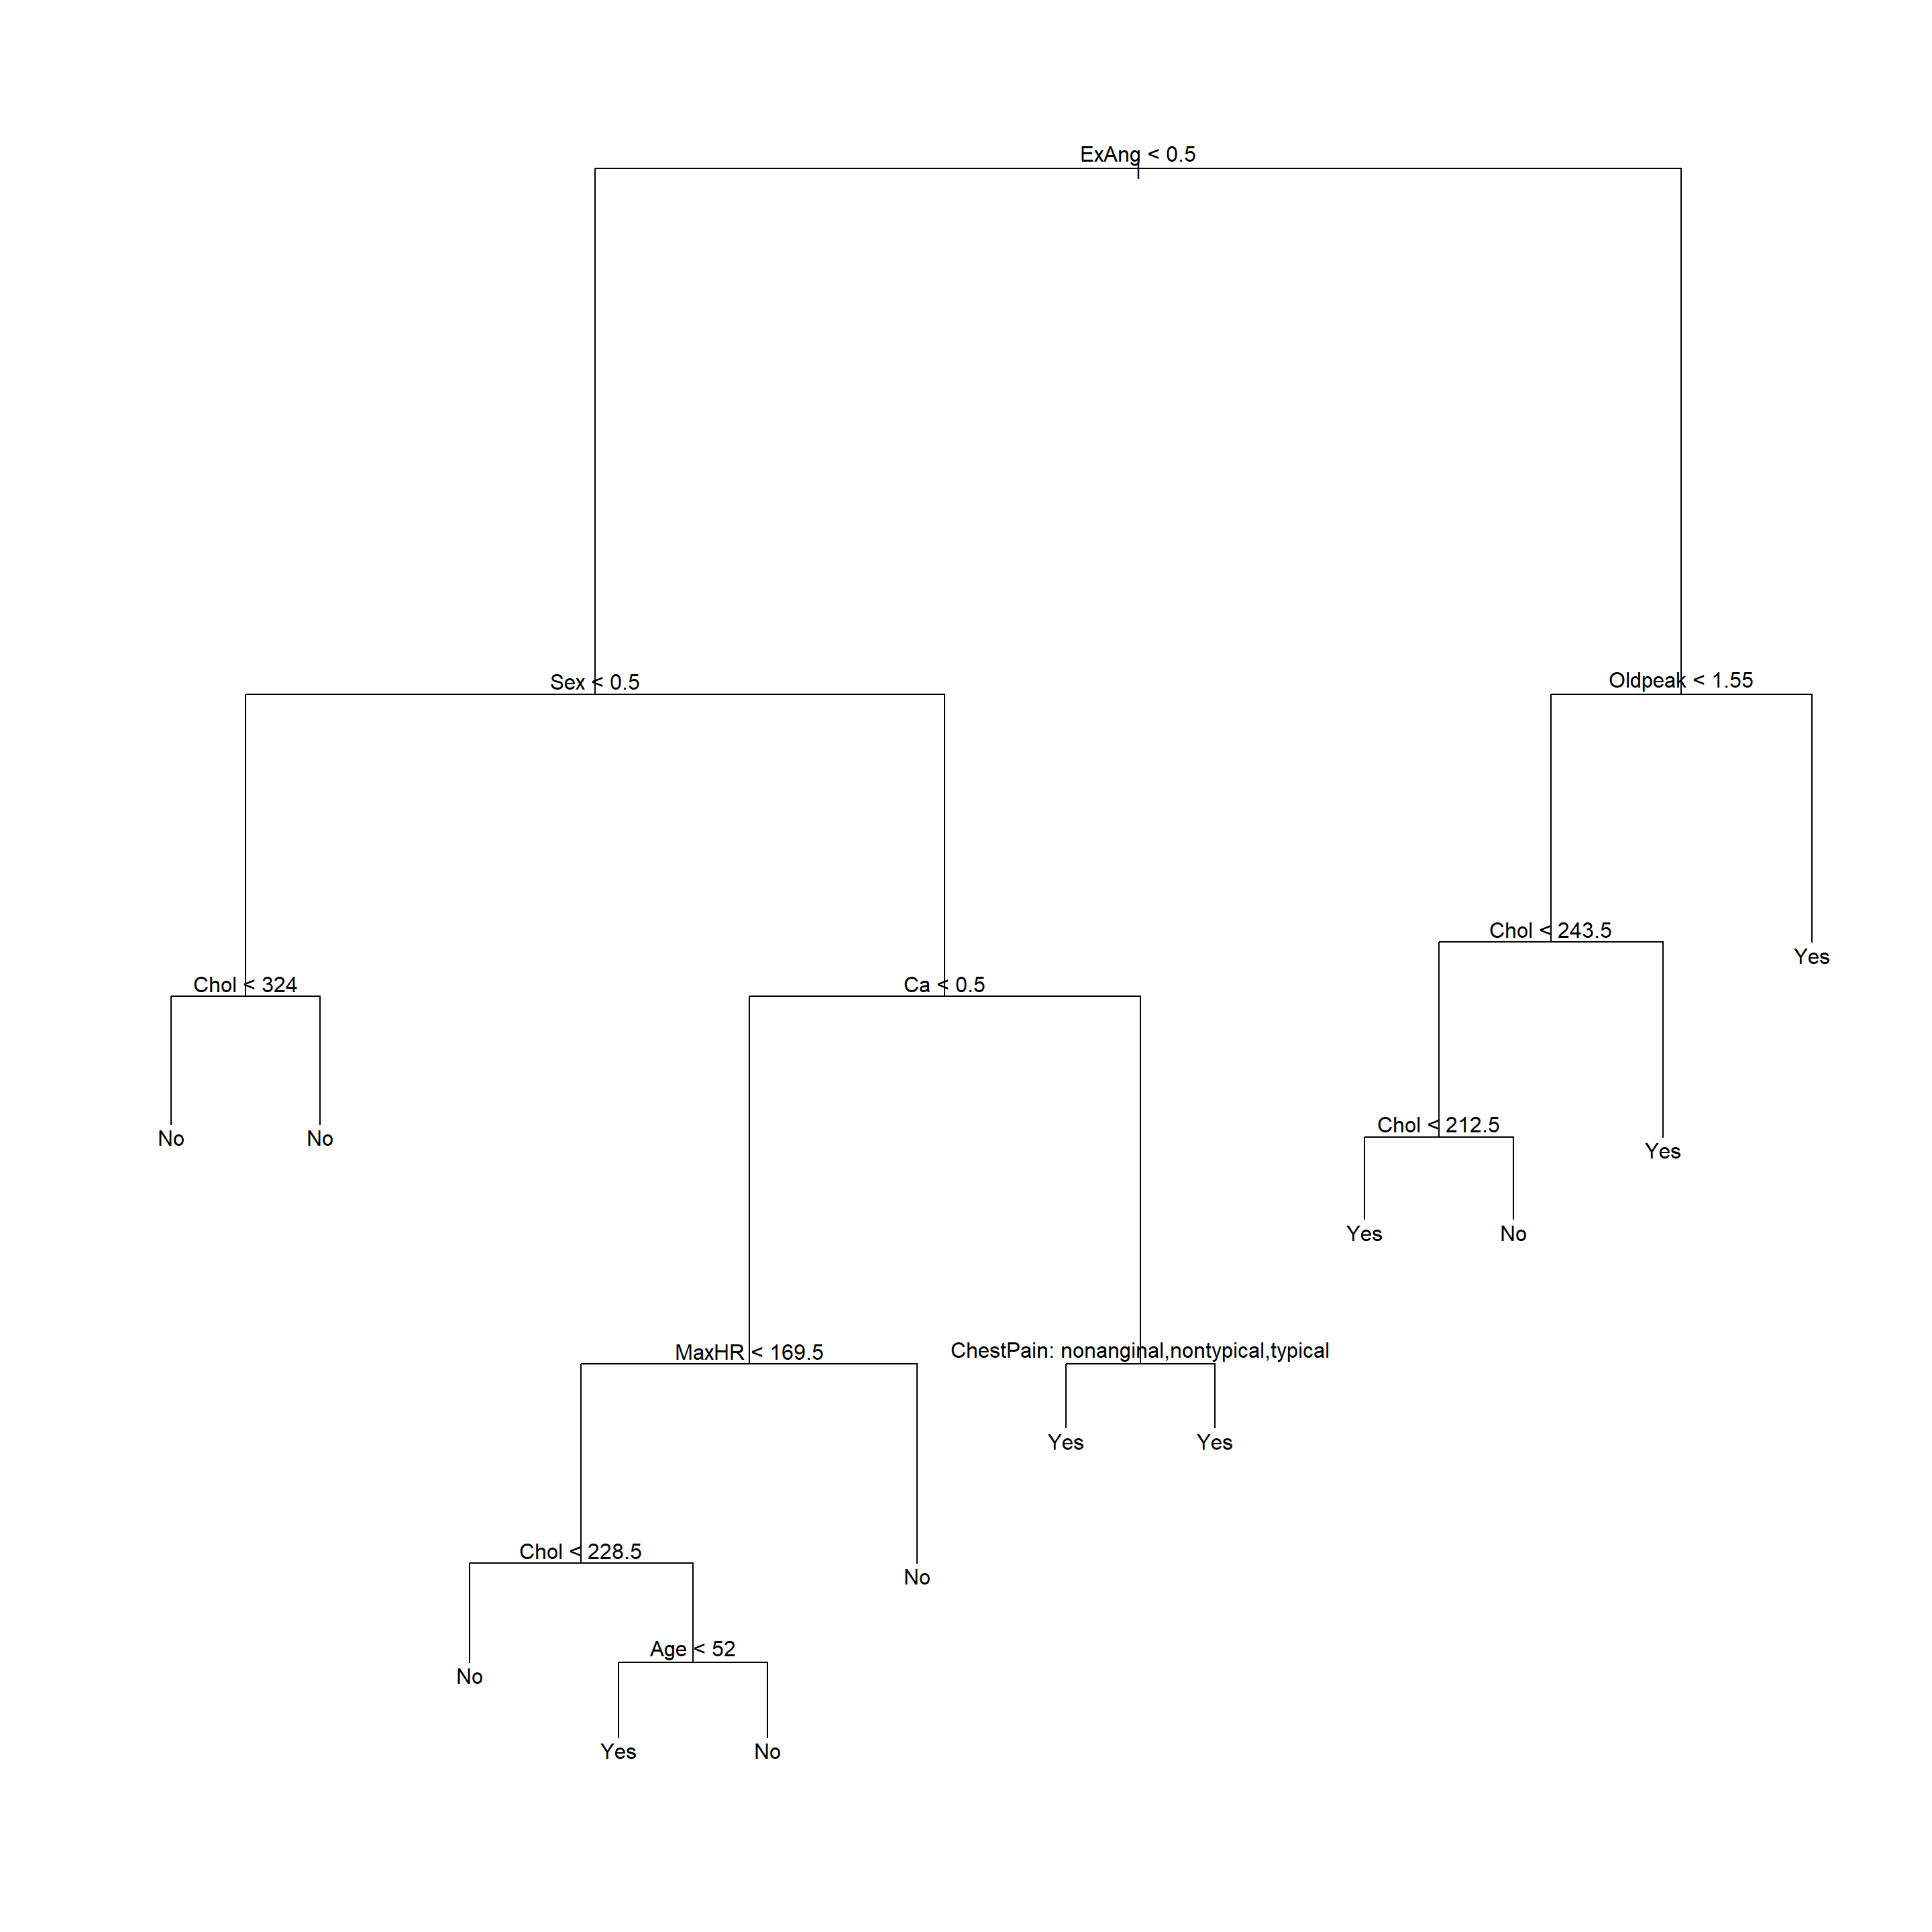 ExAng < 0.5
Sex < 0.5
Oldpeak < 1.55
Chol < 243.5
Yes
Chol < 324
Ca < 0.5
Chol < 212.5
No
No
Yes
Yes
No
MaxHR < 169.5
ChestPain: nonanginal,nontypical,typical
Yes
Yes
Chol < 228.5
No
Age < 52
No
Yes
No